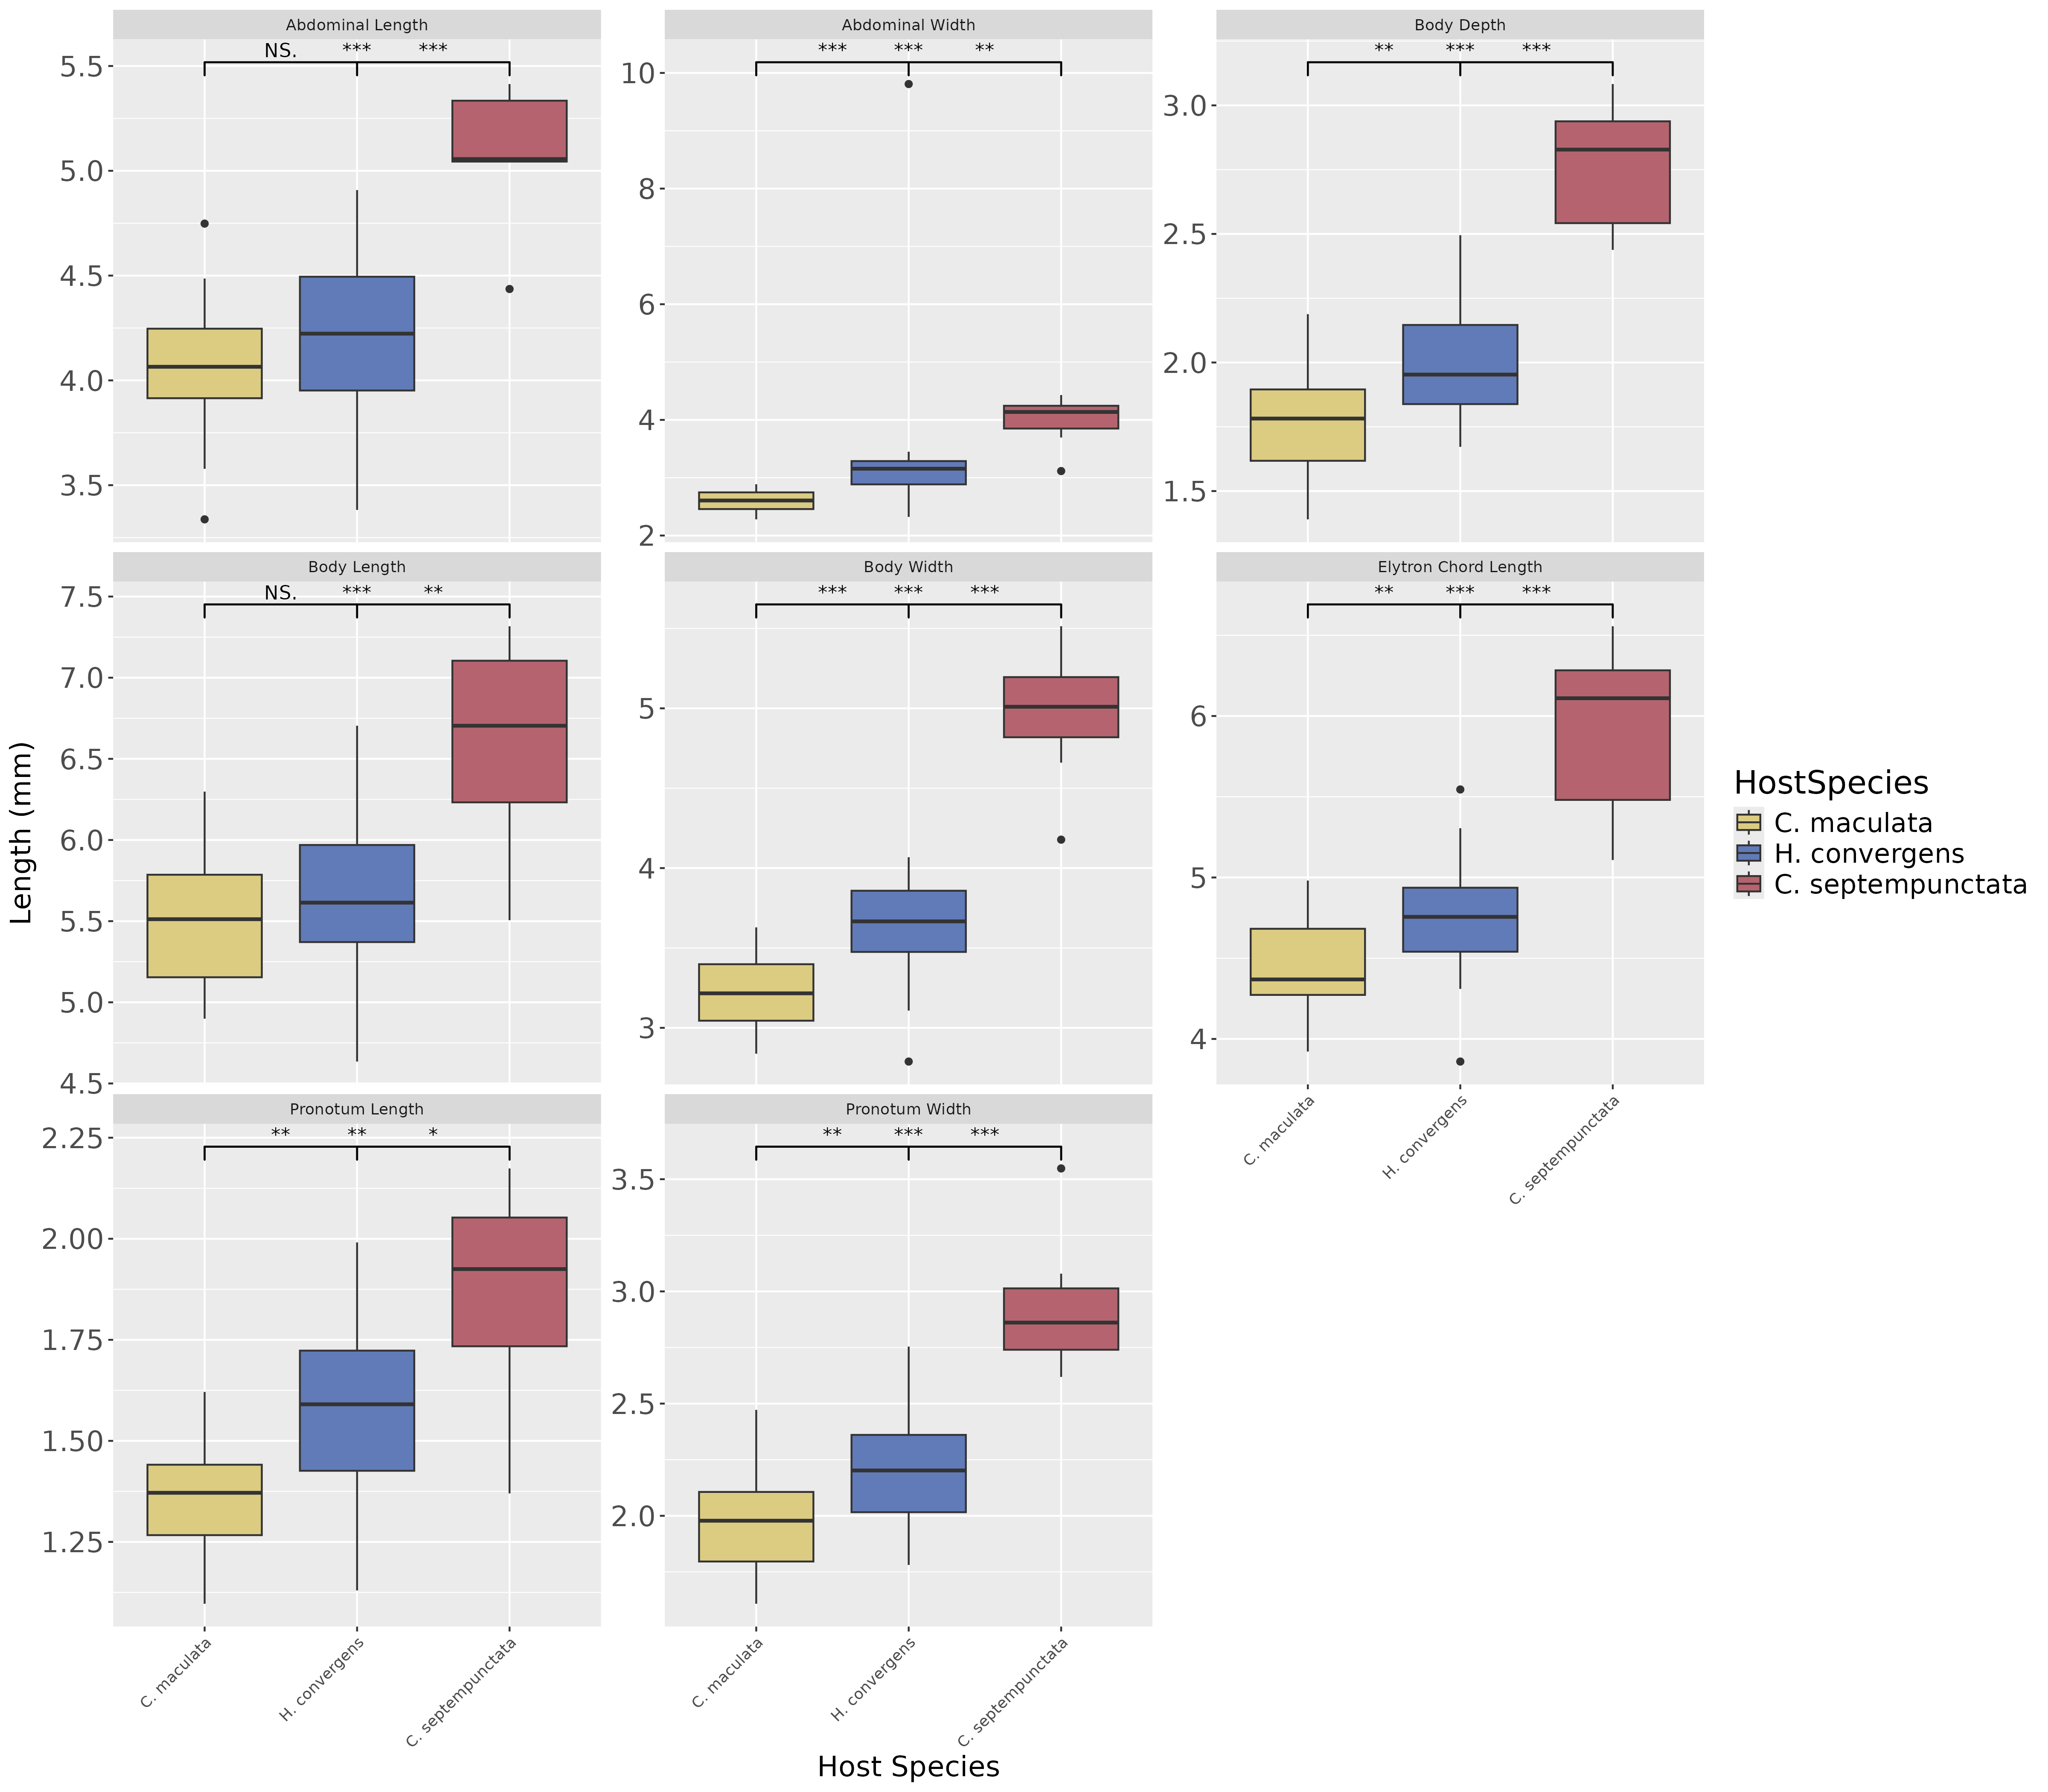 Abdominal Length
NS. *** ***
5.5
5.0
4.5
4.0
3.5
Abdominal Width
*** *** **
10
8
6
4
2
Body Depth
** *** ***
3.0
2.5
2.0
1.5
Body Length
NS. *** **
7.5
7.0
6.5
6.0
5.5
5.0
4.5
Body Width
*** *** ***
5
4
3
Elytron Chord Length
** *** ***
6
5
4
C. maculata
H. convergens
C. septempunctata
Pronotum Length
** ** *
2.25
2.00
1.75
1.50
1.25
C. maculata
H. convergens
C. septempunctata
Pronotum Width
** *** ***
3.5
3.0
2.5
2.0
C. maculata
H. convergens
C. septempunctata
Length (mm)
Host Species
HostSpecies
C. maculata
H. convergens
C. septempunctata